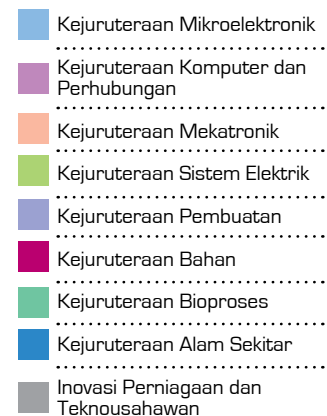 Kejuruteraan Mikroelektronik
Kejuruteraan Komputer dan
Perhubungan
Kejuruteraan Mekatronik
Kejuruteraan Sistem Elektrik
Kejuruteraan Pembuatan
Kejuruteraan Bahan
Kejuruteraan Bioproses
Kejuruteraan Alam Sekitar
Inovasi Perniagaan dan
Teknousahawan